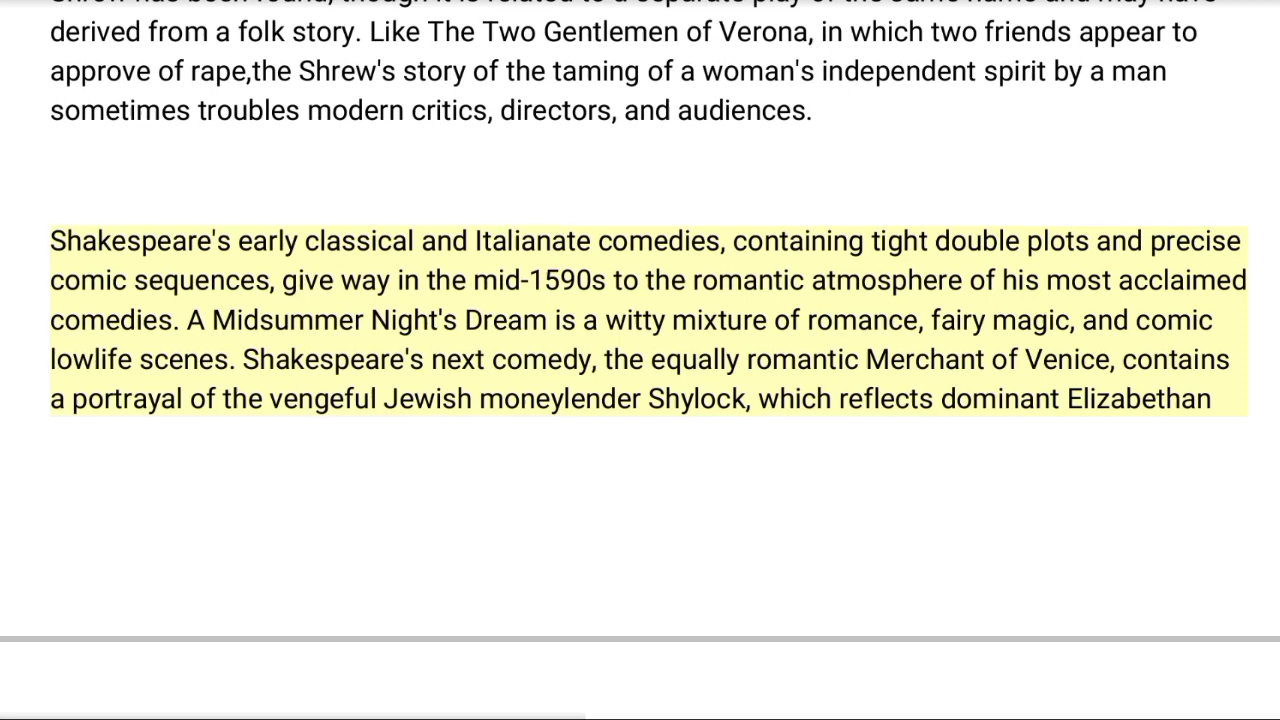 derived from a folk story. Like The Two Gentlemen of Verona, in which two friends appear to
approve of rape,the Shrew's story of the taming of a woman's independent spirit by a man
sometimes troubles modern critics, directors, and audiences.
Shakespeare's early classical and Italianate comedies, containing tight double plots and precise
comic sequences, give way in the mid-1590s to the romantic atmosphere of his most acclaimed
comedies. A Midsummer Night's Dream is a witty mixture of romance, fairy magic, and comic
lowlife scenes. Shakespeare's next comedy, the equally romantic Merchant of Venice, contains
a portrayal of the vengeful Jewish moneylender Shylock, which reflects dominant Elizabethan